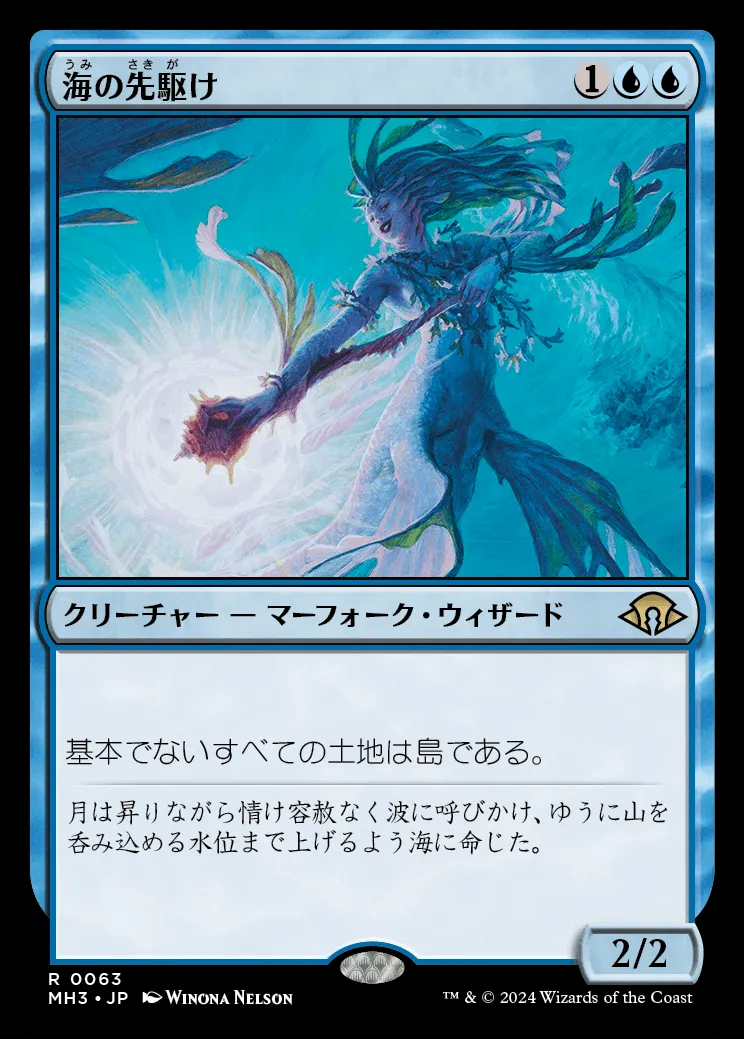 うみ さき が
海の先駆け 1
クリーチャー — マーフォーク・ウィザード
基本でないすべての土地は島である。
月は昇りながら情け容赦なく波に呼びかけ、ゆうに山を
呑み込める水位まで上げるよう海に命じた。
2/2
R 0063
MH3 • JP Winona Nelson
™ & © 2024 Wizards of the Coast